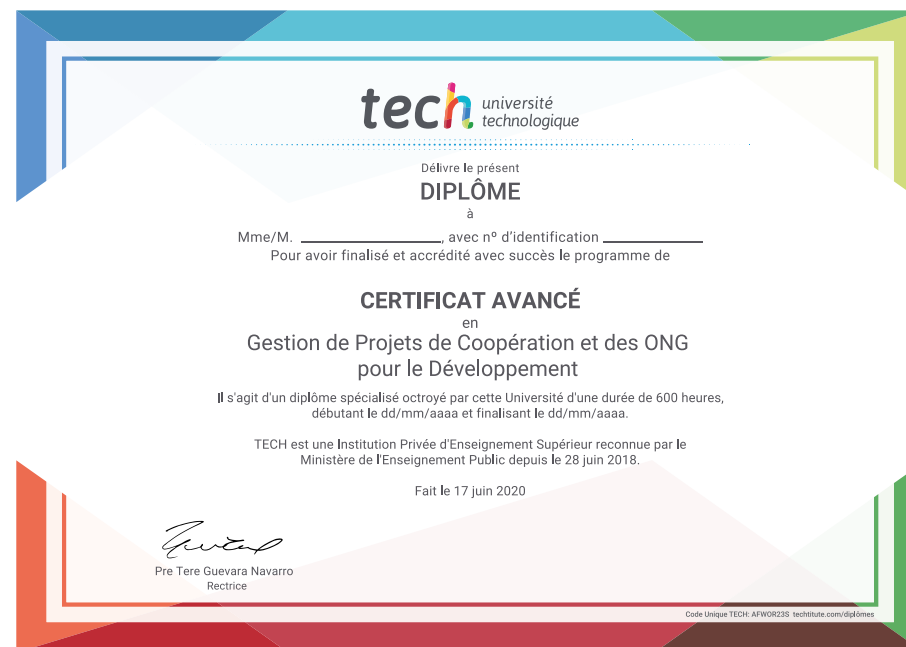 tech université
technologique
Délivre le présent
DIPLÔME
à
Mme/M. ____________________, avec nº d'identification ______________
Pour avoir finalisé et accrédité avec succès le programme de
CERTIFICAT AVANCÉ
en
Gestion de Projets de Coopération et des ONG
pour le Développement
Il s'agit d'un diplôme spécialisé octroyé par cette Université d'une durée de 600 heures,
débutant le dd/mm/aaaa et finalisant le dd/mm/aaaa.
TECH est une Institution Privée d'Enseignement Supérieur reconnue par le
Ministère de l'Enseignement Public depuis le 28 juin 2018.
Fait le 17 juin 2020
Pre Tere Guevara Navarro
Rectrice
Code Unique TECH: AFWOR23S techtitute.com/diplômes